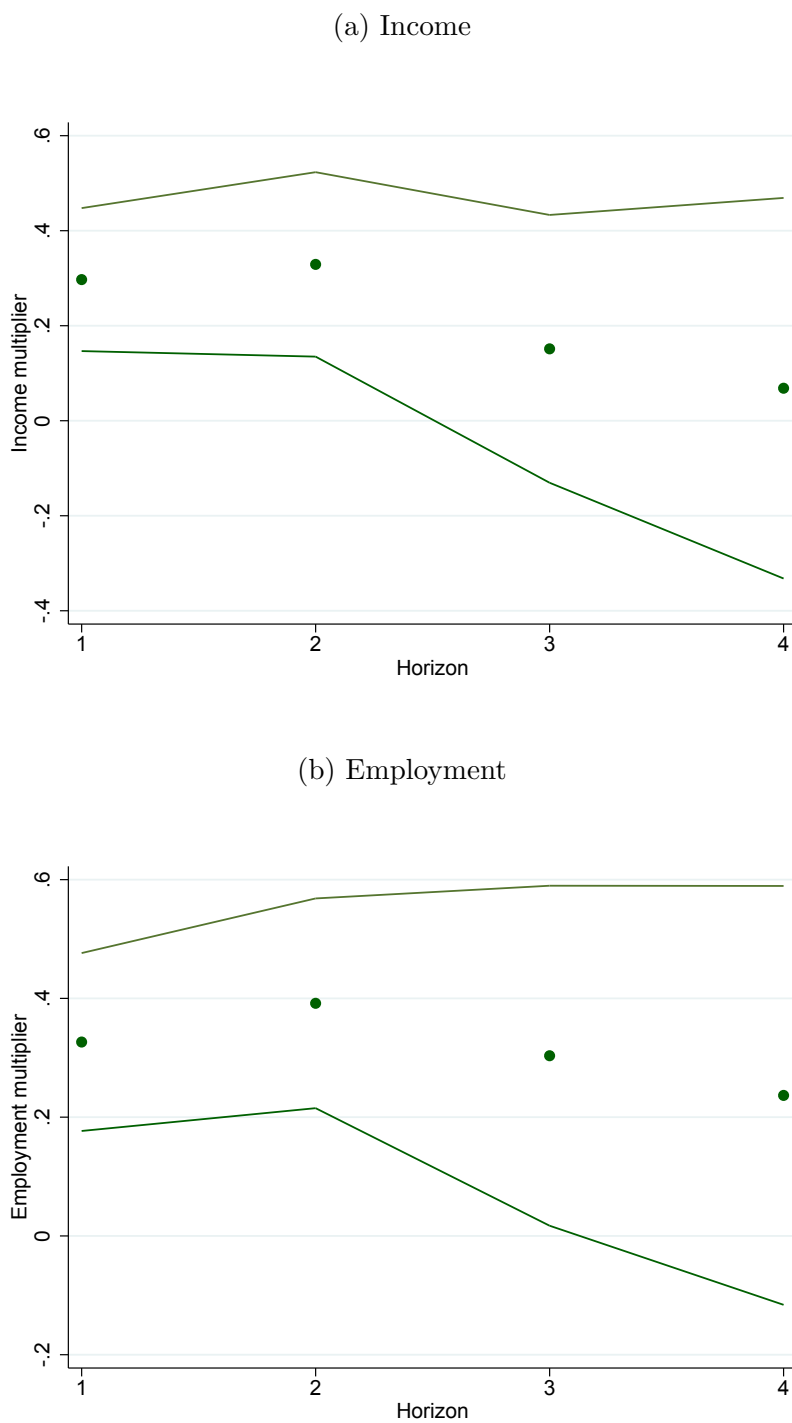 (a) Income
.6
.4
.2
0
-.2
-.4
Income multiplier
1 2 3 4
Horizon
(b) Employment
.6
.4
.2
0
-.2
Employment multiplier
1 2 3 4
Horizon